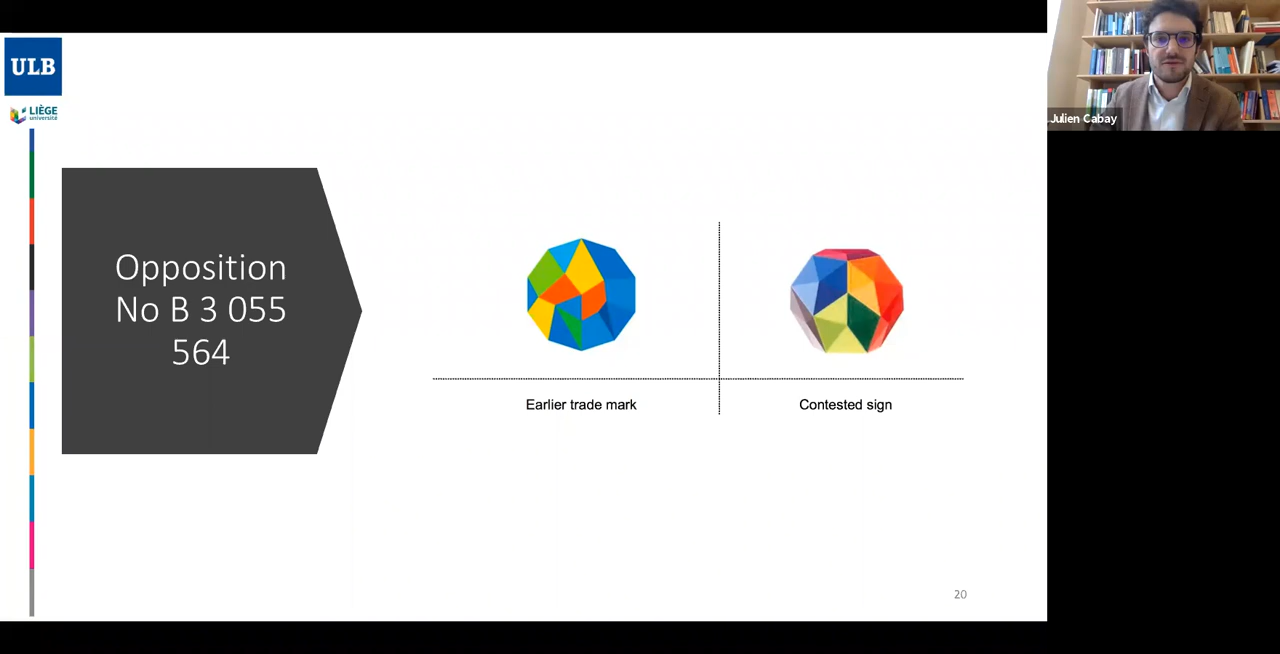 ULB
LIÈGE
université
Opposition
No B 3 055
564
Earlier trade mark
Contested sign
20
Julien Cabay